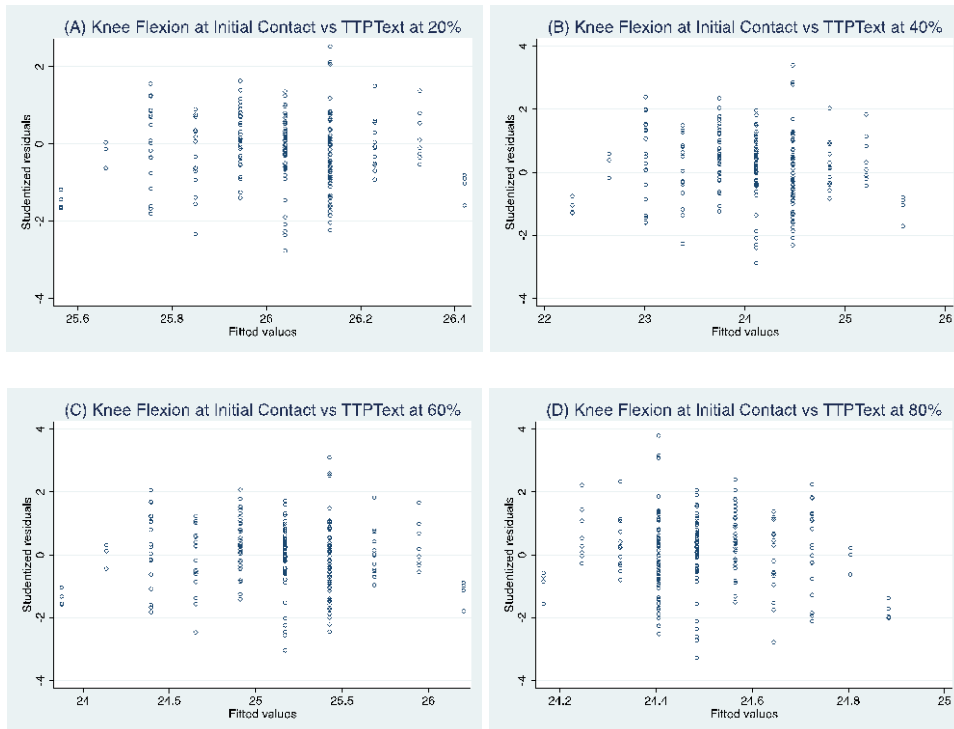 (A) Knee Flexion at Initial Contact vs TTPText at 20%
2
0
-2
-4
Studentized residuals
25.6 25.8 26 26.2 26.4
Fitted values
(B) Knee Flexion at Initial Contact vs TTPText at 40%
4
2
0
-2
-4
Studentized residuals
22 23 24 25 26
Fitted values
(C) Knee Flexion at Initial Contact vs TTPText at 60%
4
2
0
-2
-4
Studentized residuals
24 24.5 25 25.5 26
Fitted values
(D) Knee Flexion at Initial Contact vs TTPText at 80%
4
2
0
-2
-4
Studentized residuals
24.2 24.4 24.6 24.8 25
Fitted values